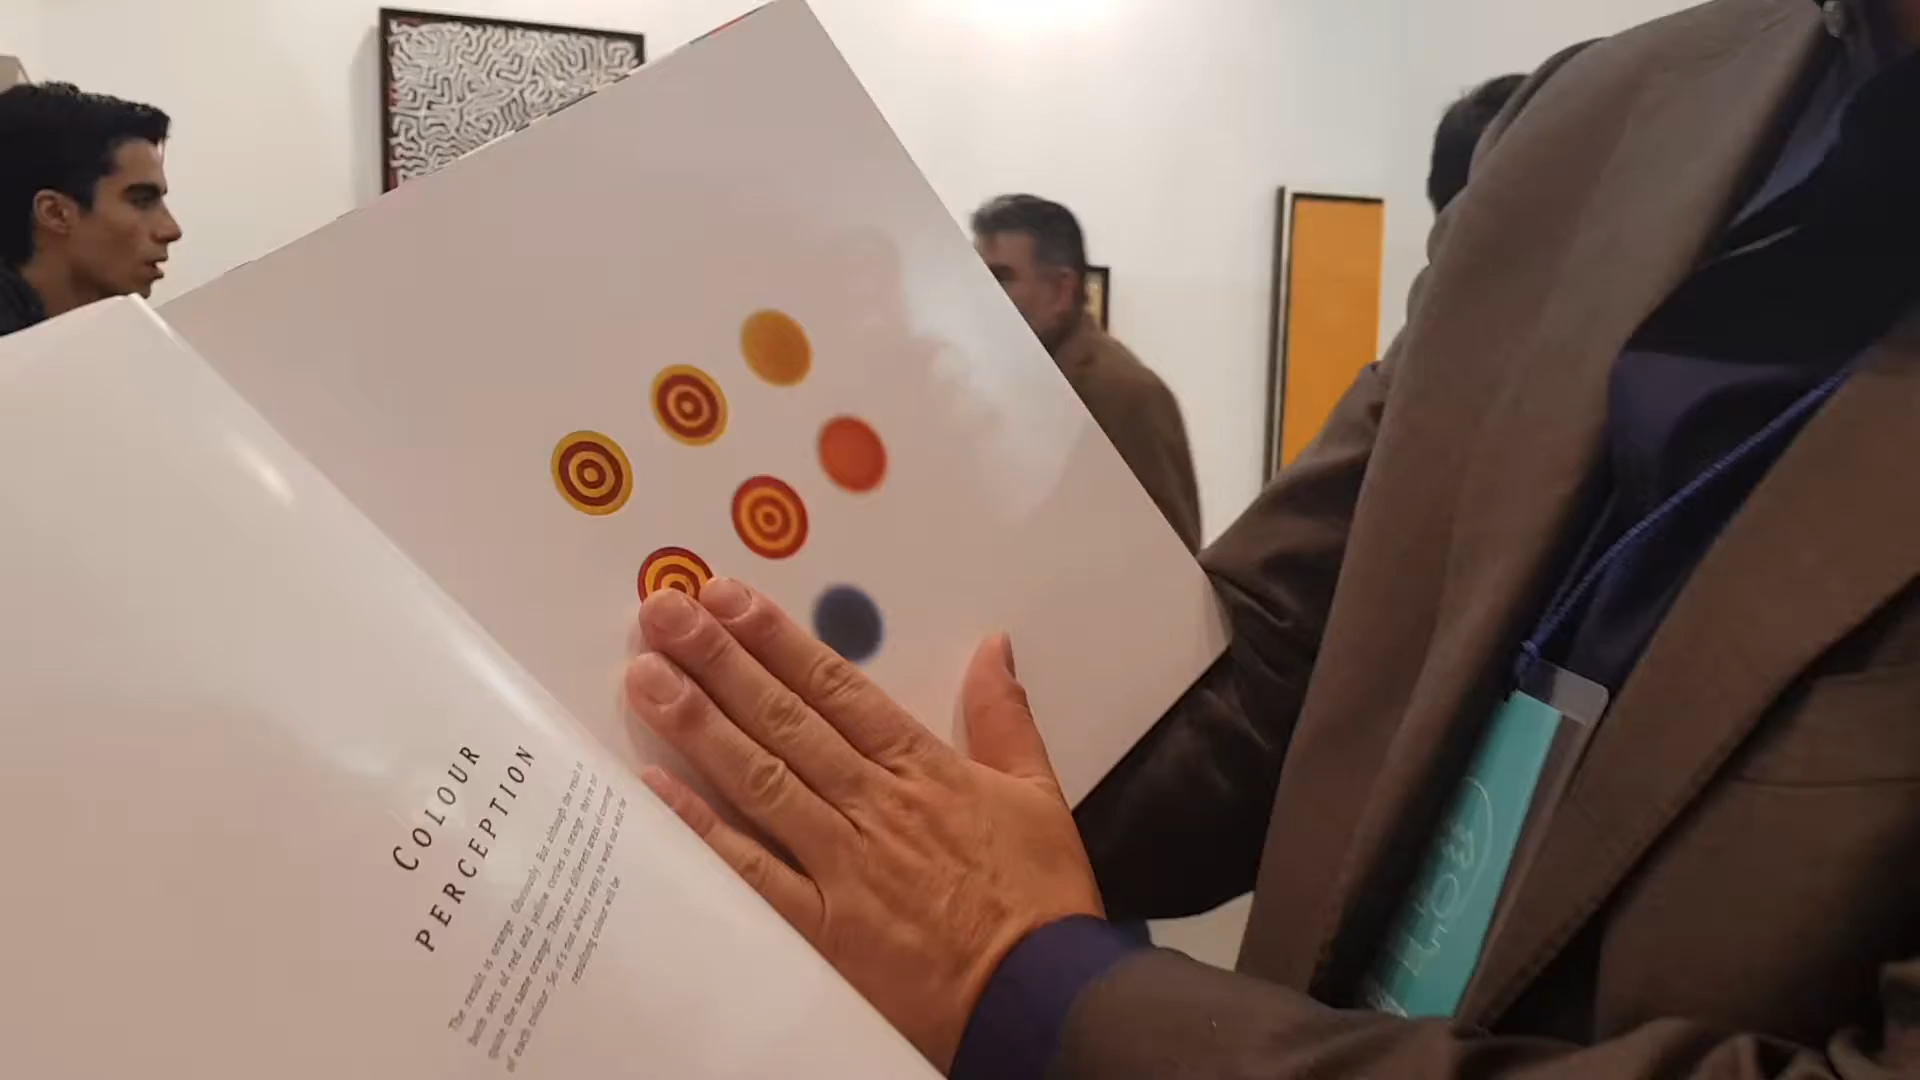 COLOUR
PERCEPTION
The result is orange. Obviously. But although the result is
both sets of red and yellow circles is orange, they're not
quite the same orange. There are different areas of colour
of each colour. So it's not always easy to work out what the
resulting colour will be